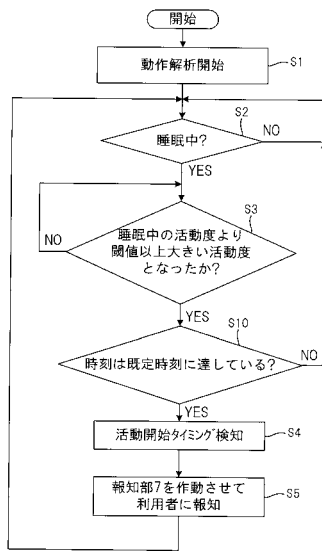 開始
動作解析開始
S1
睡眠中?
S2
NO
YES
睡眠中の活動度より
閾値以上大きい活動度
となったか?
S3
NO
YES
時刻は既定時刻に達している?
S10
NO
YES
活動開始タイミング検知
S4
報知部7を作動させて
利用者に報知
S5